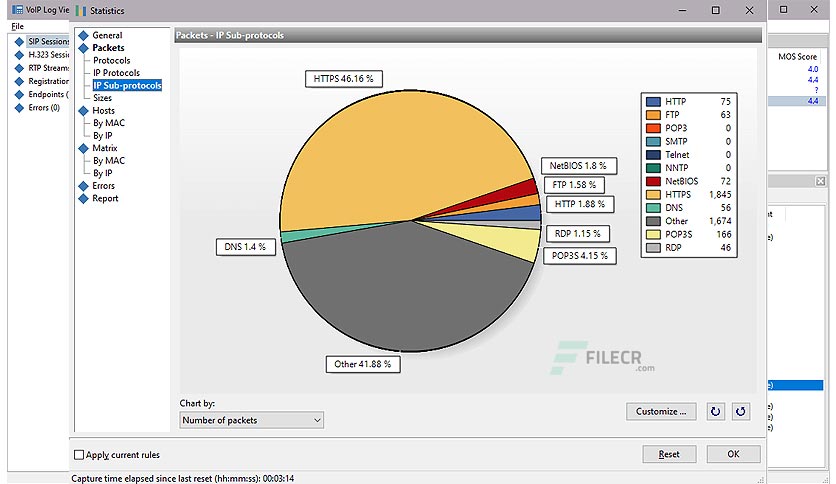 VoIP Log Vie
File
SIP Sessions
H.323 Sessi
RTP Stream
Registration
Endpoints (
Errors (0)
Statistics
General
Packets
Protocols
IP Protocols
IP Sub-protocols
Sizes
Hosts
By MAC
By IP
Matrix
By MAC
By IP
Errors
Report
Packets - IP Sub-protocols
HTTPS 46.16 %
NetBIOS 1.8 %
FTP 1.58 %
HTTP 1.88 %
RDP 1.15 %
POP3S 4.15 %
DNS 1.4 %
Other 41.88 %
HTTP 75
FTP 63
POP3 0
SMTP 0
Telnet 0
NNTP 0
NetBIOS 72
HTTPS 1,845
DNS 56
Other 1,674
POP3S 166
RDP 46
FILECR
.com
Chart by:
Number of packets
Customize ...
Apply current rules
Reset
OK
Capture time elapsed since last reset (hh:mm:ss): 00:03:14
MOS Score
4.0
4.4
?
4.4